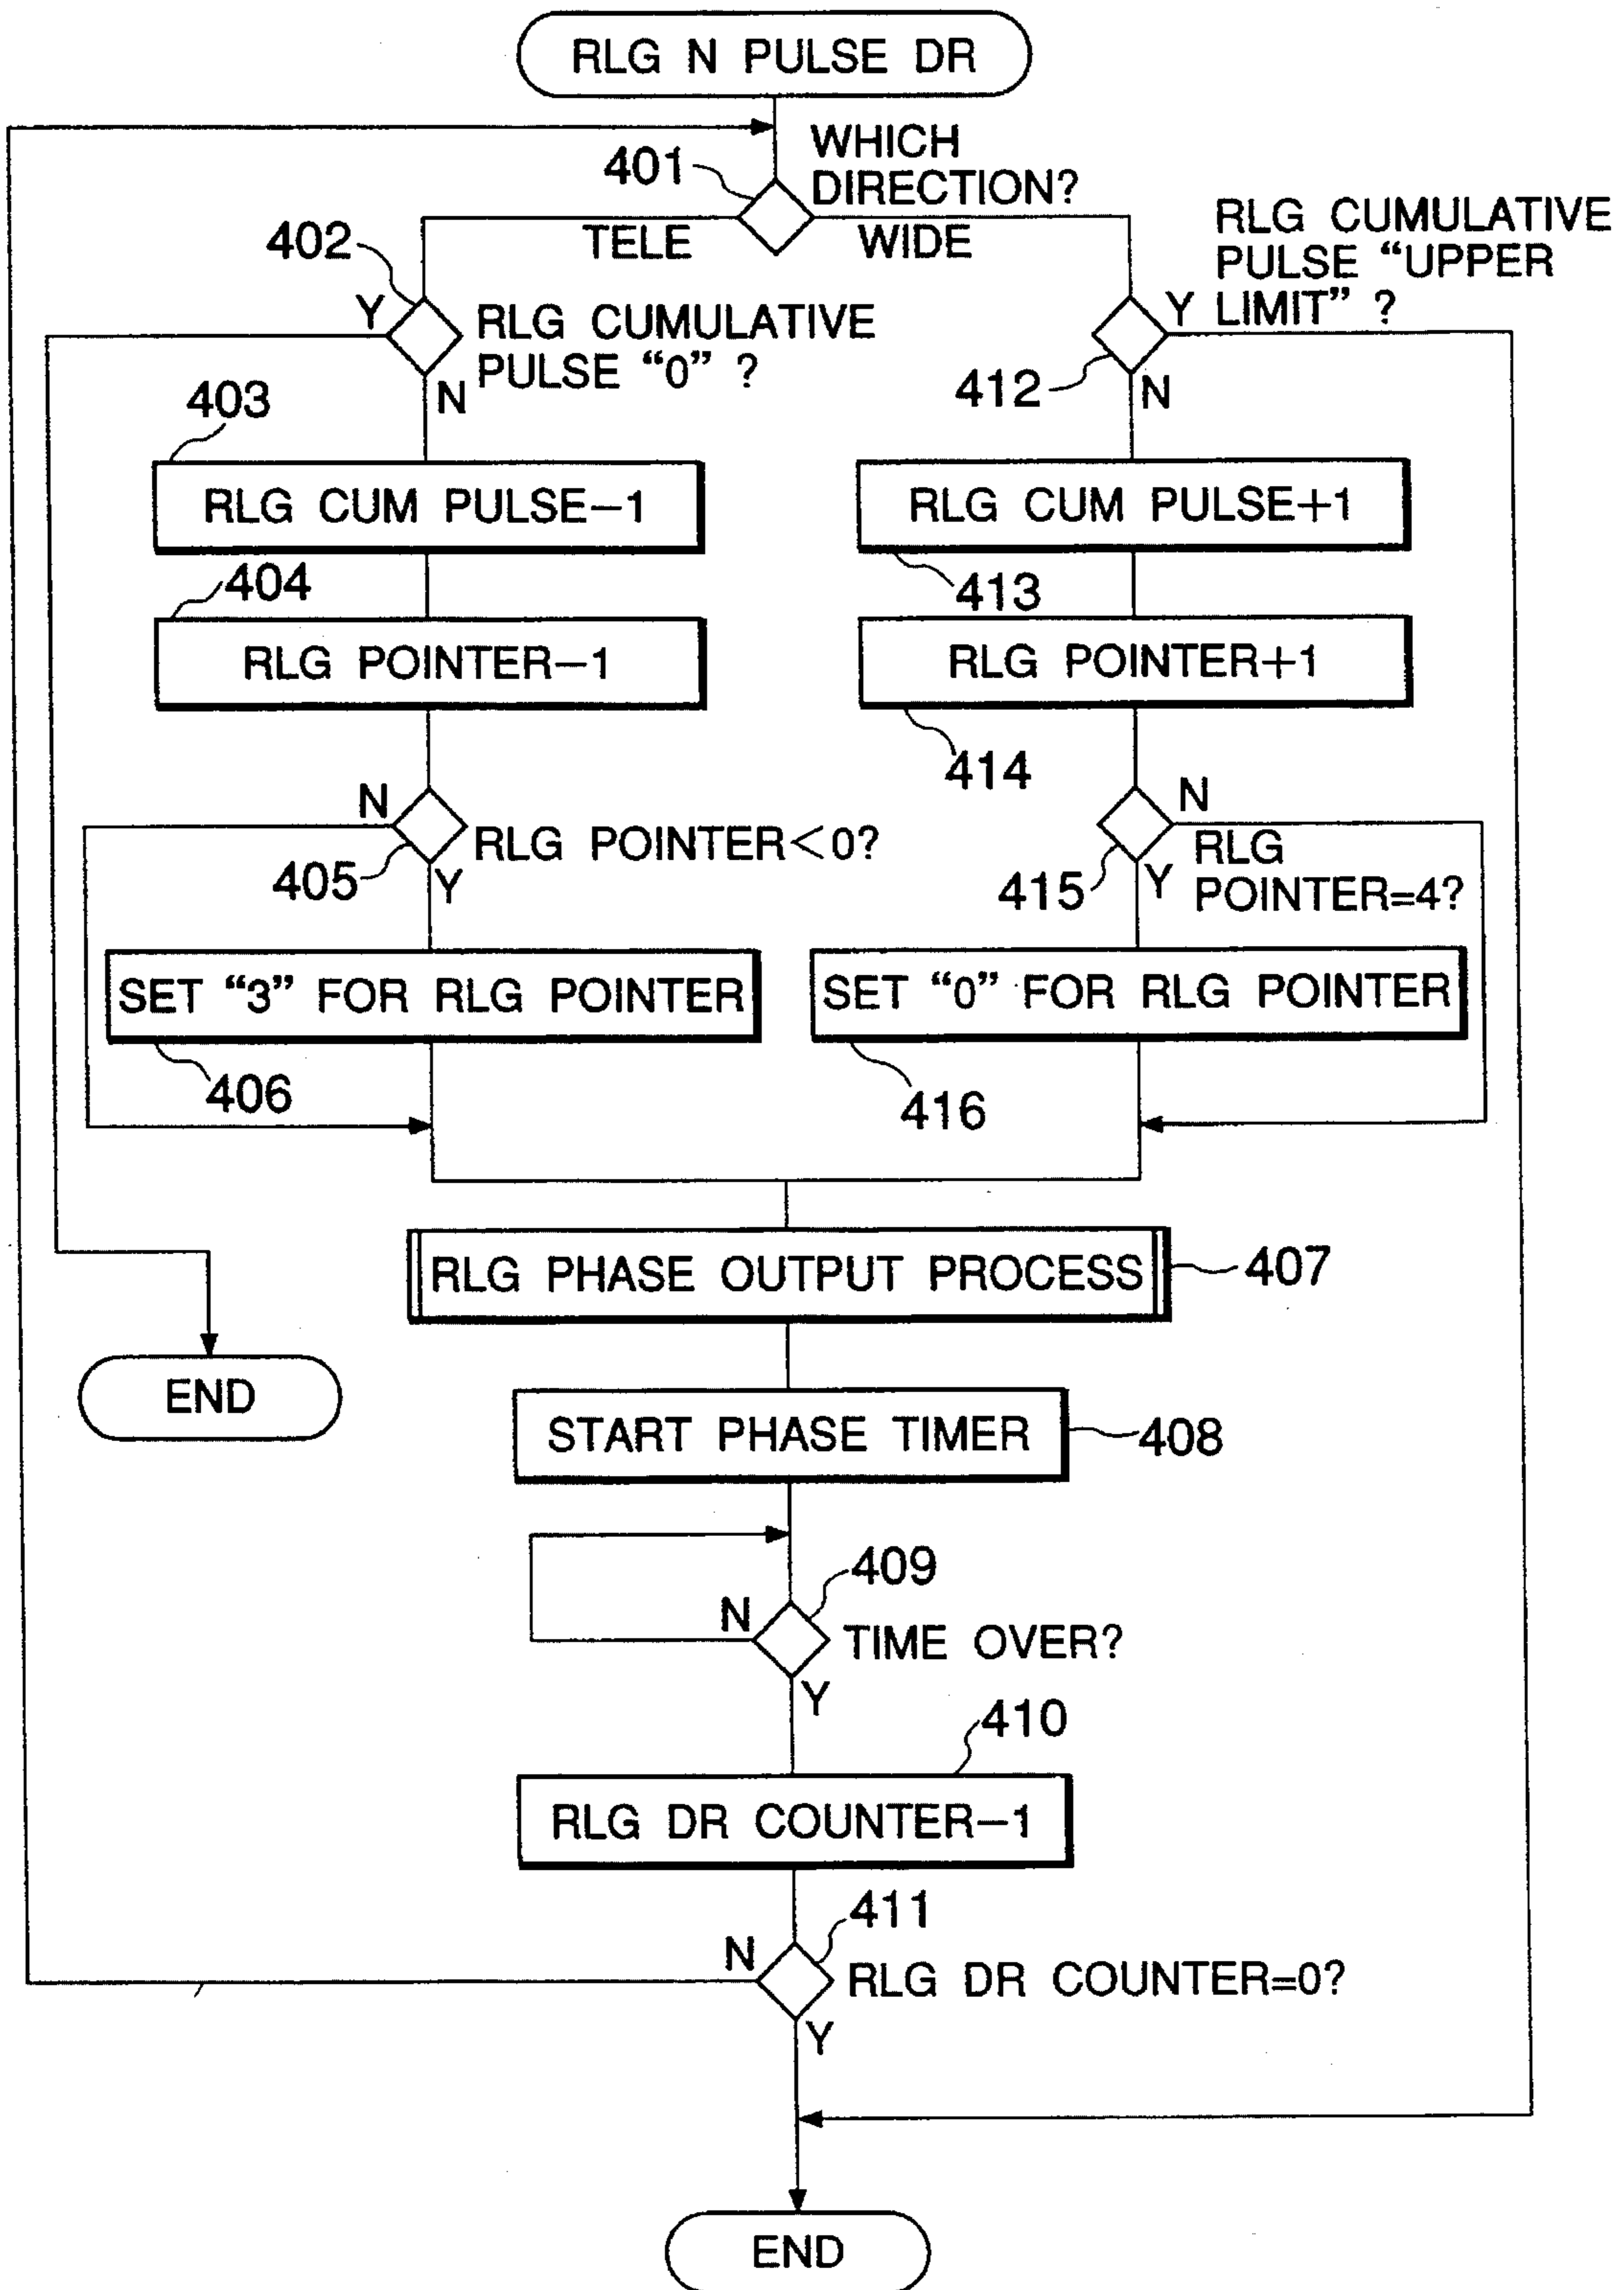 RLG N PULSE DR
401
WHICH
DIRECTION?
TELE
WIDE
402
Y
RLG CUMULATIVE
PULSE “0” ?
N
RLG CUMULATIVE
PULSE “UPPER
LIMIT” ?
Y
412
N
403
RLG CUM PULSE−1
RLG CUM PULSE+1
413
404
RLG POINTER−1
RLG POINTER+1
414
N
RLG POINTER<0?
405
Y
N
RLG
POINTER=4?
415
Y
SET “3” FOR RLG POINTER
406
SET “0” FOR RLG POINTER
416
RLG PHASE OUTPUT PROCESS
407
END
START PHASE TIMER
408
409
N
TIME OVER?
Y
410
RLG DR COUNTER−1
411
N
RLG DR COUNTER=0?
Y
END